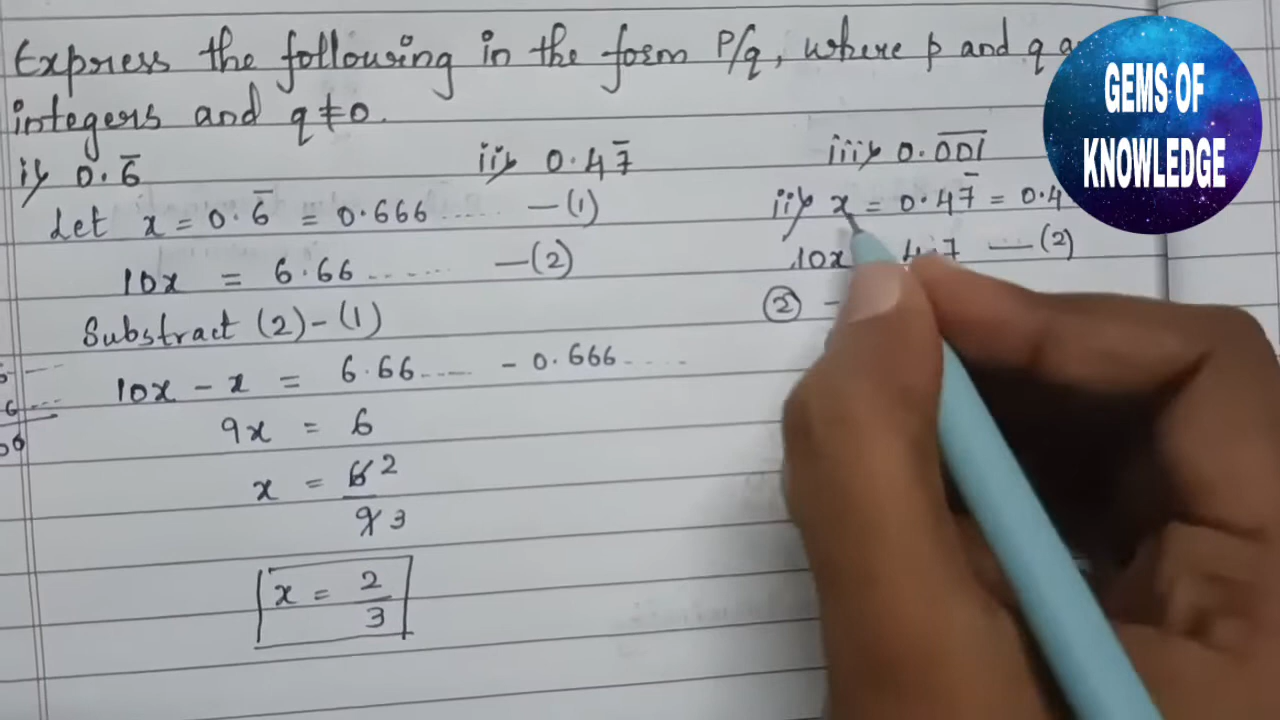 Express the following in the form P/q, where p and q a
integers and q≠0.
i) 0.6̅ ii) 0.47̅ iii) 0.0̅0̅1̅
Let x = 0.6̅ = 0.666...... —(1)
10x = 6.66....... —(2)
Substract (2)-(1)
10x - x = 6.66..... - 0.666.....
9x = 6
x = 6 2
9 3
x = 2
3
ii) x = 0.47̅ = 0.4
10x 4.7 —(2)
② -
GEMS OF
KNOWLEDGE